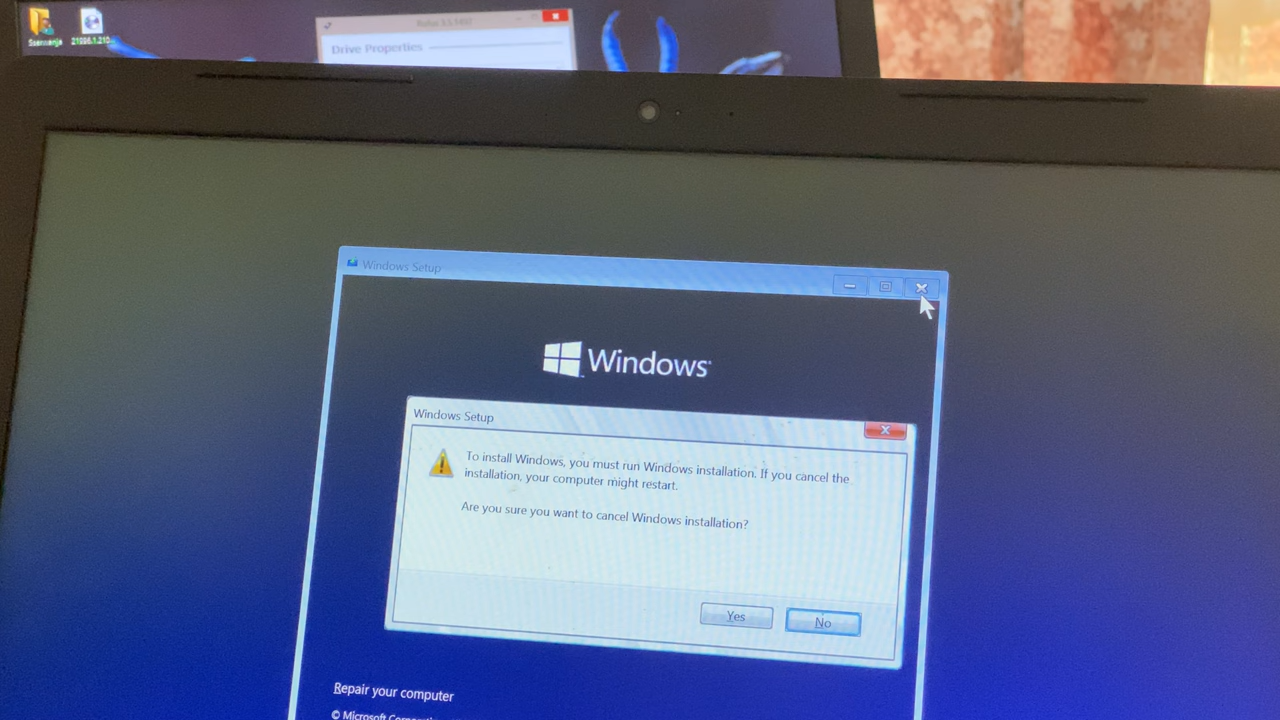 Drive Properties
Windows Setup
Windows
Windows Setup
To install Windows, you must run Windows installation. If you cancel the
installation, your computer might restart.
Are you sure you want to cancel Windows installation?
Yes
No
Repair your computer
© Microsoft